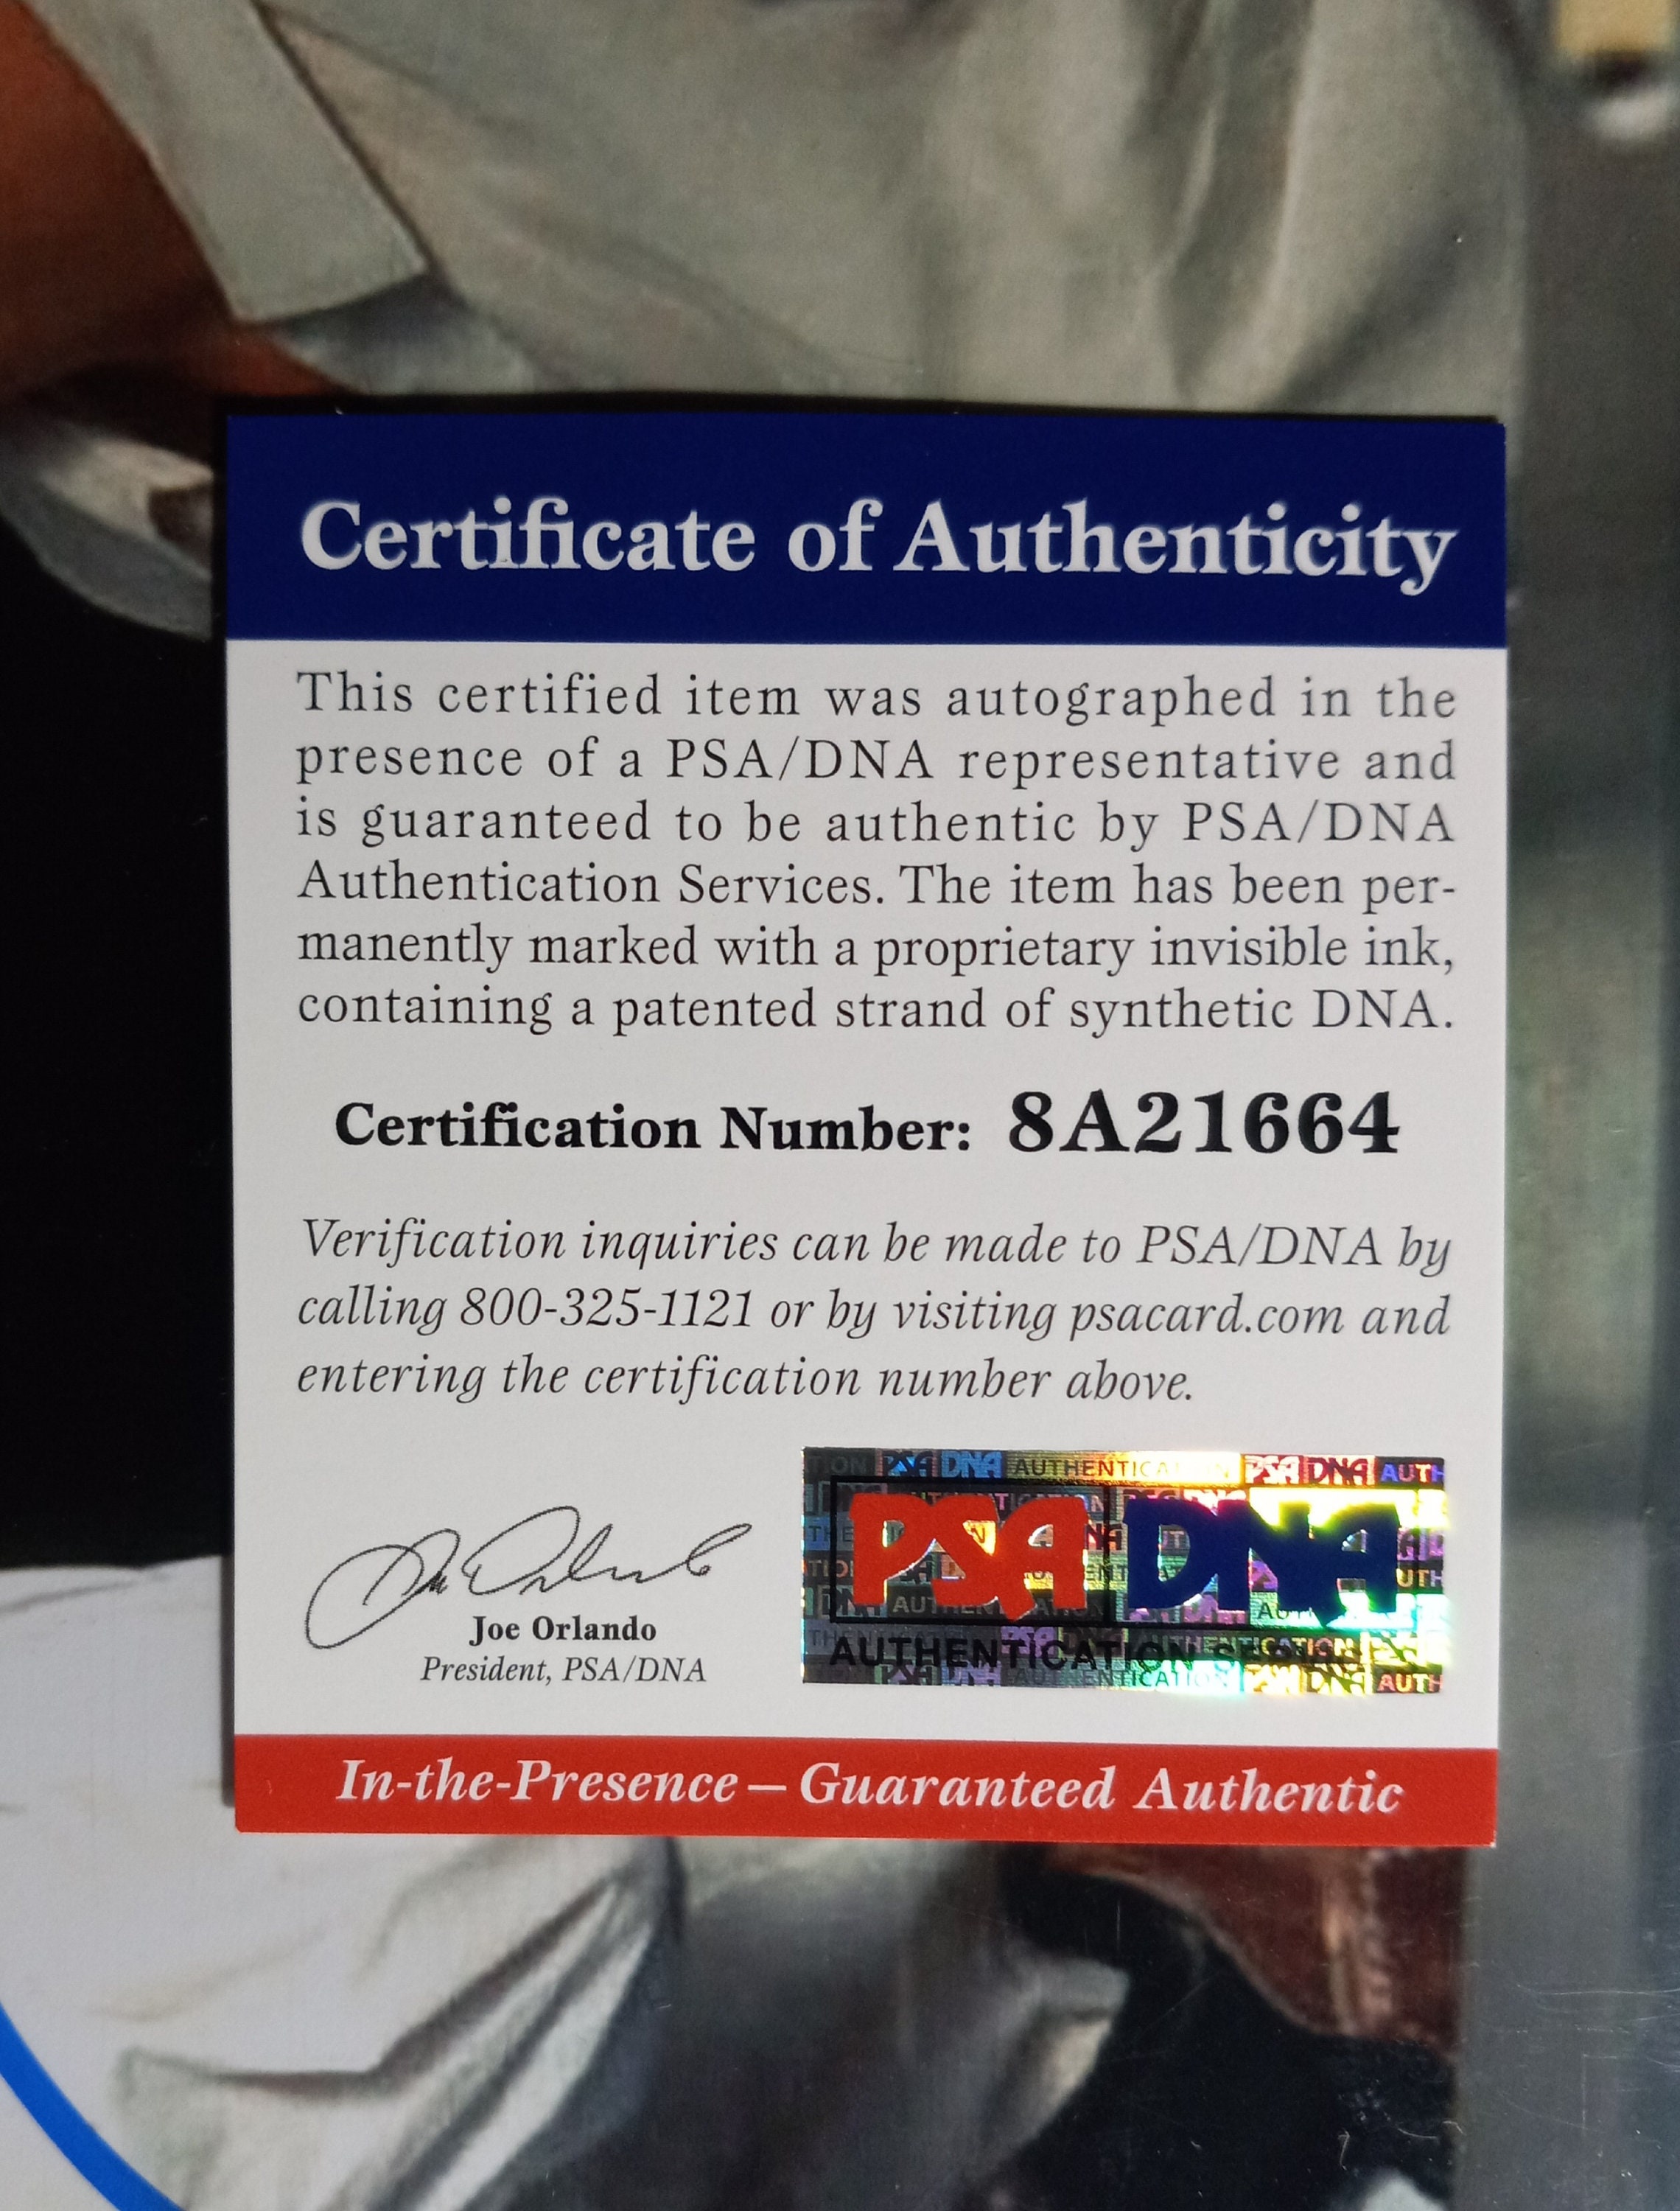 Certificate of Authenticity
This certified item was autographed in the
presence of a PSA/DNA representative and
is guaranteed to be authentic by PSA/DNA
Authentication Services. The item has been per-
manently marked with a proprietary invisible ink,
containing a patented strand of synthetic DNA.
Certification Number: 8A21664
Verification inquiries can be made to PSA/DNA by
calling 800-325-1121 or by visiting psacard.com and
entering the certification number above.
Joe Orlando
President, PSA/DNA
PSA DNA
AUTHENTICATION
In-the-Presence — Guaranteed Authentic